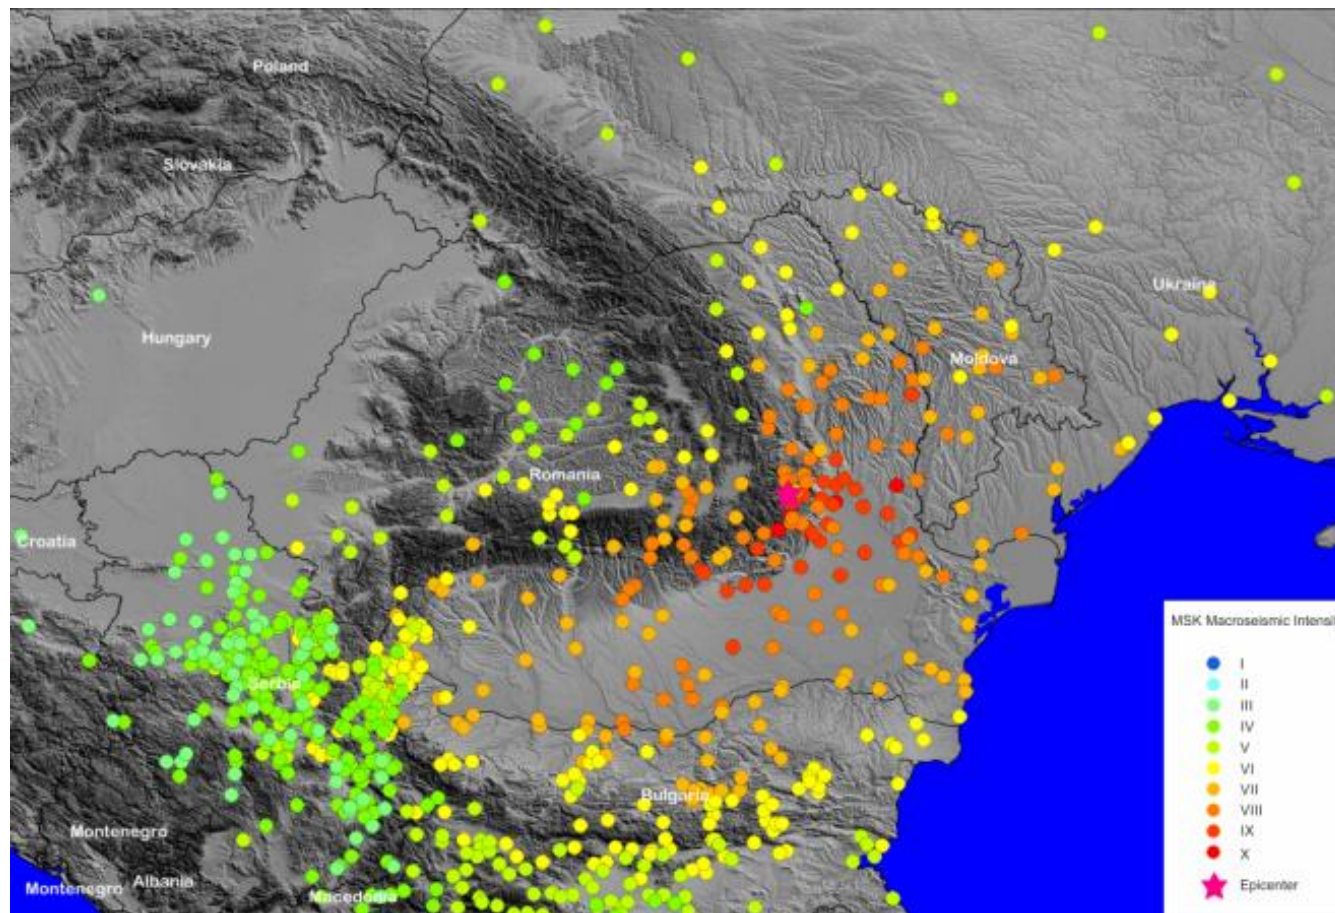 Poland
Slovakia
Ukraine
Hungary
Moldova
Romania
Croatia
MSK Macroseismic Intensi
I
II
III
IV
V
VI
VII
VIII
IX
X
Epicenter
Serbia
Bulgaria
Montenegro
Albania
Montenegro
Macedonia